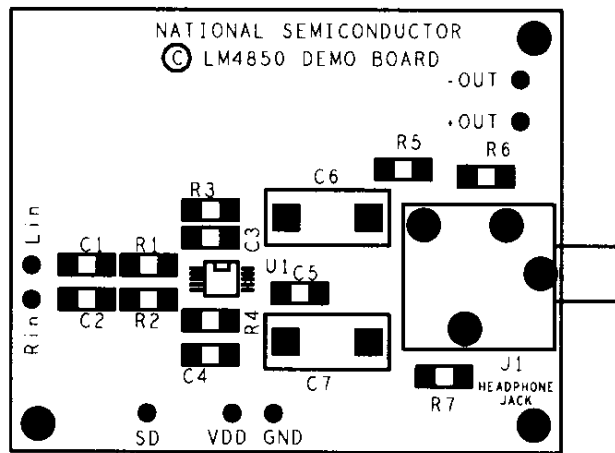 NATIONAL SEMICONDUCTOR
© LM4850 DEMO BOARD
-OUT
+OUT
R5
R6
C6
R3
C3
Lin
C1
R1
U1
C5
Rin
C2
R2
R4
C4
C7
J1
HEADPHONE
JACK
R7
SD
VDD
GND